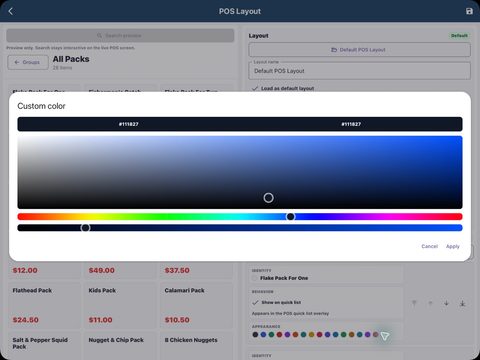 POS Layout
Search preview
Preview only. Search stays interactive on the live POS screen.
Groups
All Packs
28 items
Layout
Default
Default POS Layout
Layout name
Default POS Layout
Load as default layout
Custom color
#111827
#111827
Cancel
Apply
$12.00
$49.00
$37.50
Flathead Pack
Kids Pack
Calamari Pack
$24.50
$11.00
$10.50
Salt & Pepper Squid
Pack
Nugget & Chip Pack
8 Chicken Nuggets
IDENTITY
Flake Pack For One
BEHAVIOR
Show on quick list
Appears in the POS quick list overlay
APPEARANCE
IDENTITY